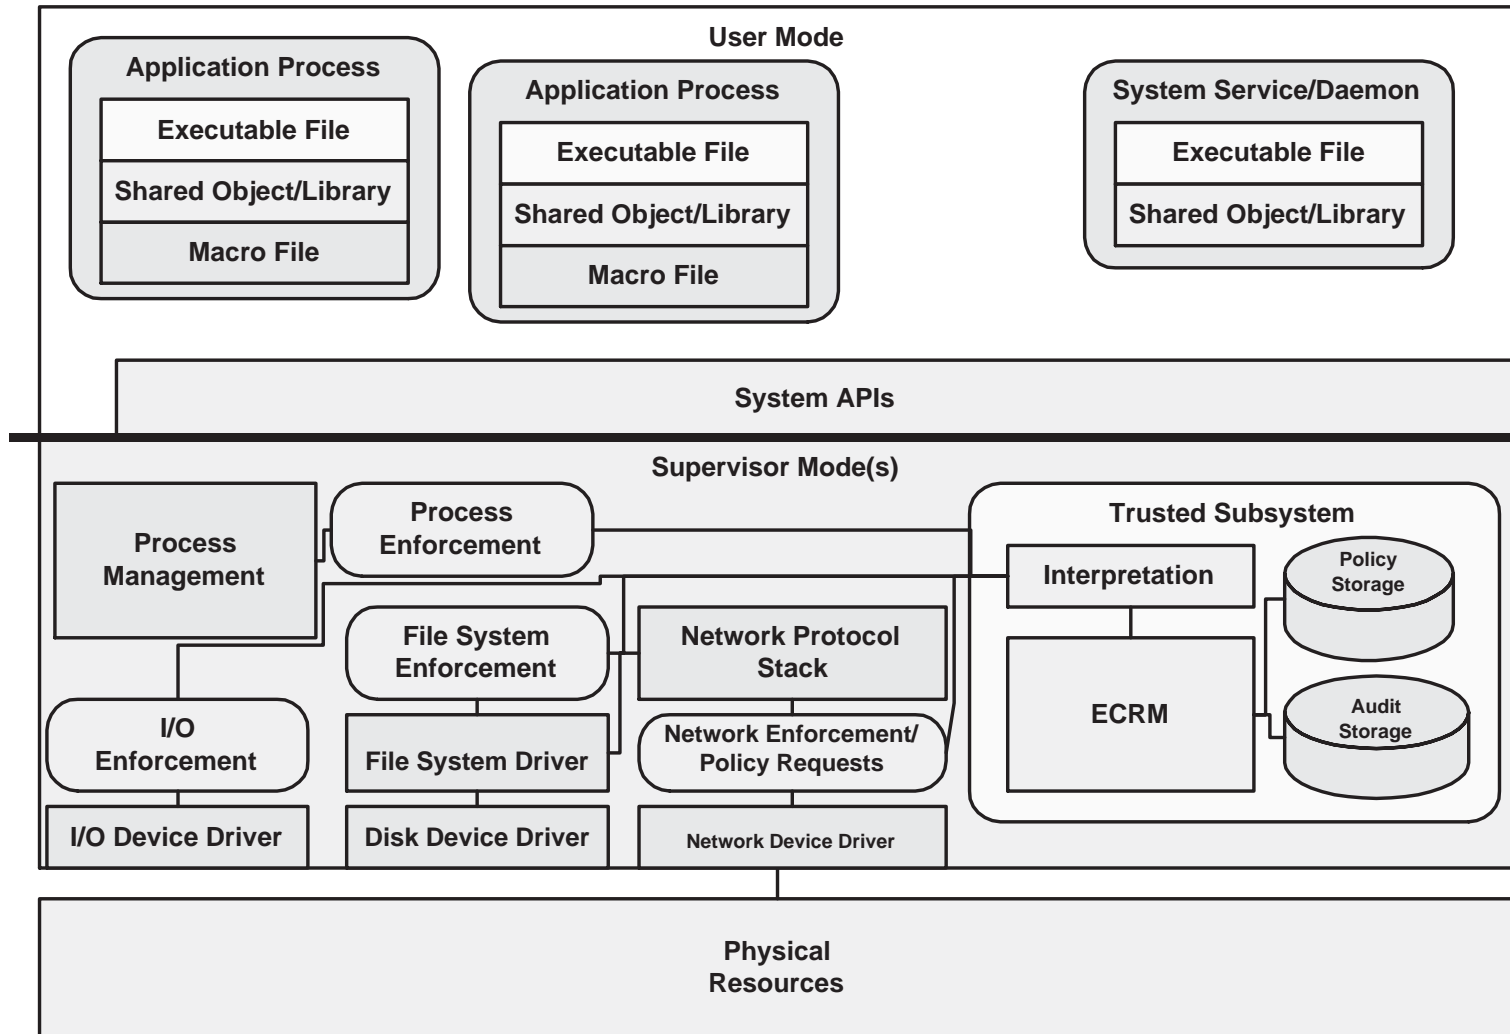 User Mode
Application Process
Executable File
Shared Object/Library
Macro File
Application Process
Executable File
Shared Object/Library
Macro File
System Service/Daemon
Executable File
Shared Object/Library
System APIs
Supervisor Mode(s)
Process
Management
Process
Enforcement
File System
Enforcement
Network Protocol
Stack
I/O
Enforcement
File System Driver
Network Enforcement/
Policy Requests
I/O Device Driver
Disk Device Driver
Network Device Driver
Trusted Subsystem
Interpretation
ECRM
Policy
Storage
Audit
Storage
Physical
Resources